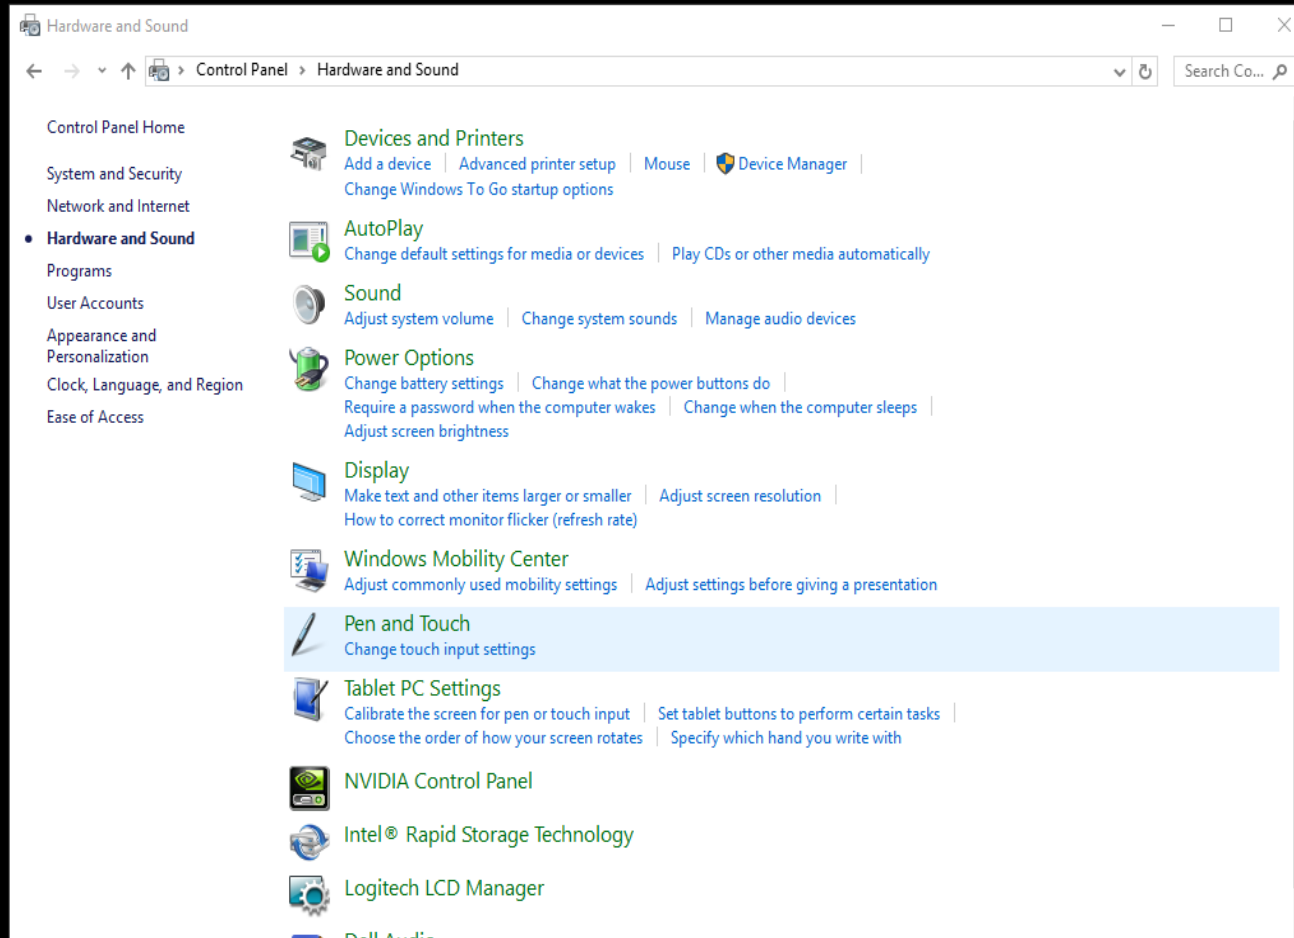 Hardware and Sound
Control Panel > Hardware and Sound
Search Co...
Control Panel Home
System and Security
Network and Internet
• Hardware and Sound
Programs
User Accounts
Appearance and
Personalization
Clock, Language, and Region
Ease of Access
Devices and Printers
Add a device | Advanced printer setup | Mouse | Device Manager |
Change Windows To Go startup options
AutoPlay
Change default settings for media or devices | Play CDs or other media automatically
Sound
Adjust system volume | Change system sounds | Manage audio devices
Power Options
Change battery settings | Change what the power buttons do |
Require a password when the computer wakes | Change when the computer sleeps |
Adjust screen brightness
Display
Make text and other items larger or smaller | Adjust screen resolution |
How to correct monitor flicker (refresh rate)
Windows Mobility Center
Adjust commonly used mobility settings | Adjust settings before giving a presentation
Pen and Touch
Change touch input settings
Tablet PC Settings
Calibrate the screen for pen or touch input | Set tablet buttons to perform certain tasks |
Choose the order of how your screen rotates | Specify which hand you write with
NVIDIA Control Panel
Intel® Rapid Storage Technology
Logitech LCD Manager
Dell Audio